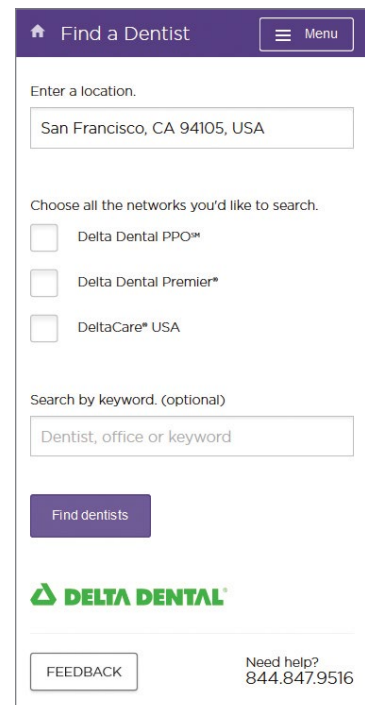 Find a Dentist
Menu
Enter a location.
San Francisco, CA 94105, USA
Choose all the networks you'd like to search.
Delta Dental PPO℠
Delta Dental Premier®
DeltaCare® USA
Search by keyword. (optional)
Dentist, office or keyword
Find dentists
DELTA DENTAL®
FEEDBACK
Need help?
844.847.9516